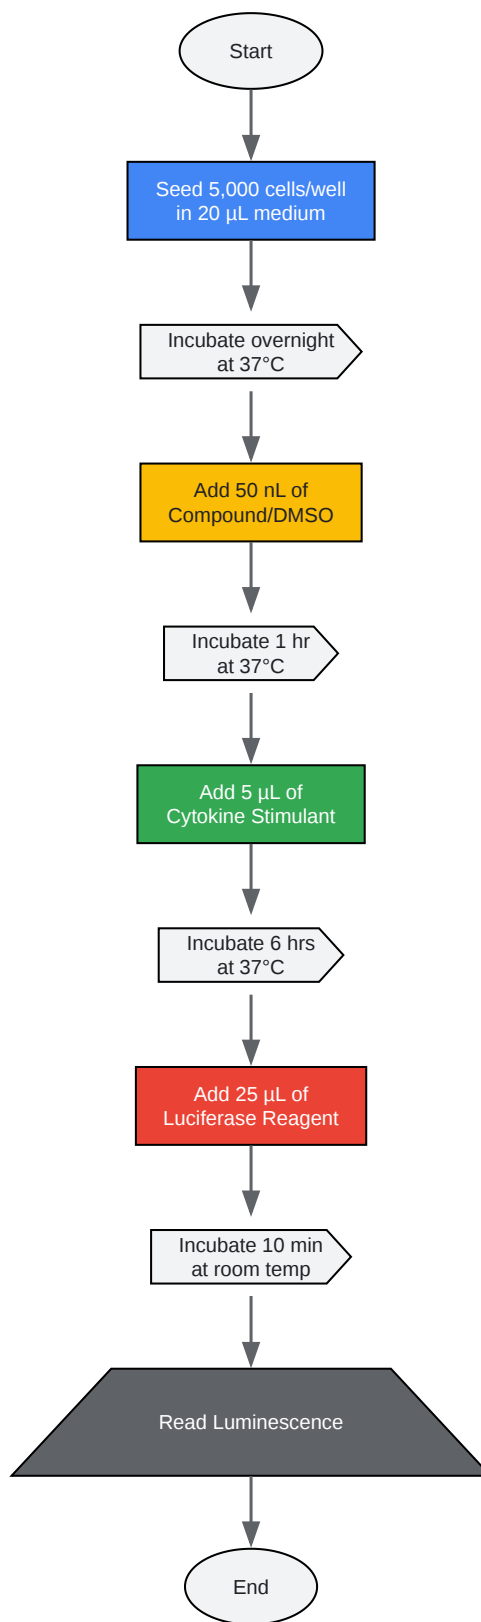 Start
Seed 5,000 cells/well
in 20 µL medium
Incubate overnight
at 37°C
Add 50 nL of
Compound/DMSO
Incubate 1 hr
at 37°C
Add 5 µL of
Cytokine Stimulant
Incubate 6 hrs
at 37°C
Add 25 µL of
Luciferase Reagent
Incubate 10 min
at room temp
Read Luminescence
End